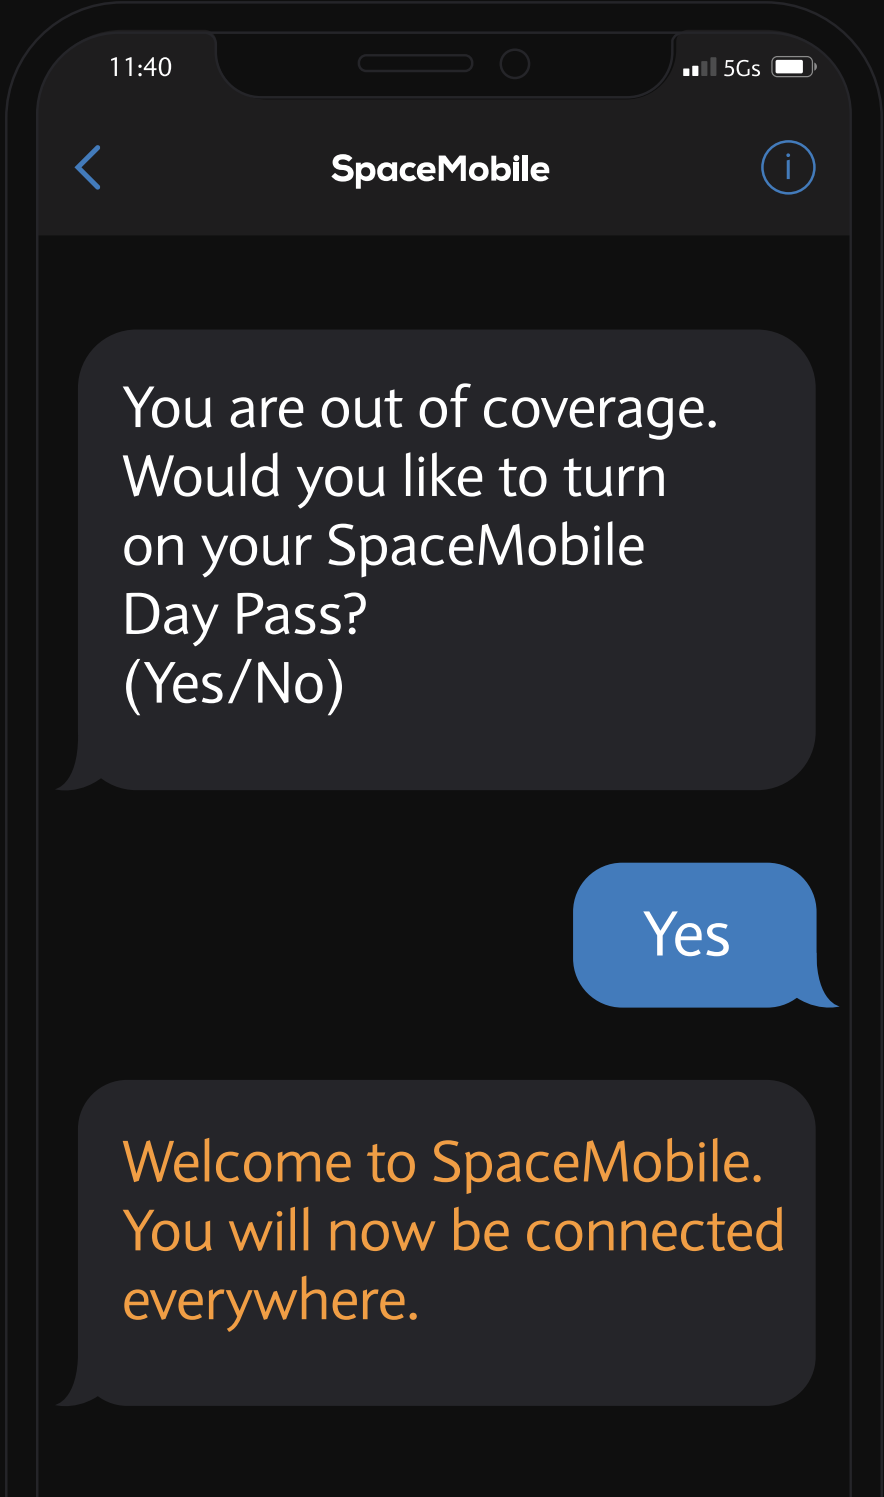 11:40
5Gs
SpaceMobile
i
You are out of coverage.
Would you like to turn
on your SpaceMobile
Day Pass?
(Yes/No)
Yes
Welcome to SpaceMobile.
You will now be connected
everywhere.